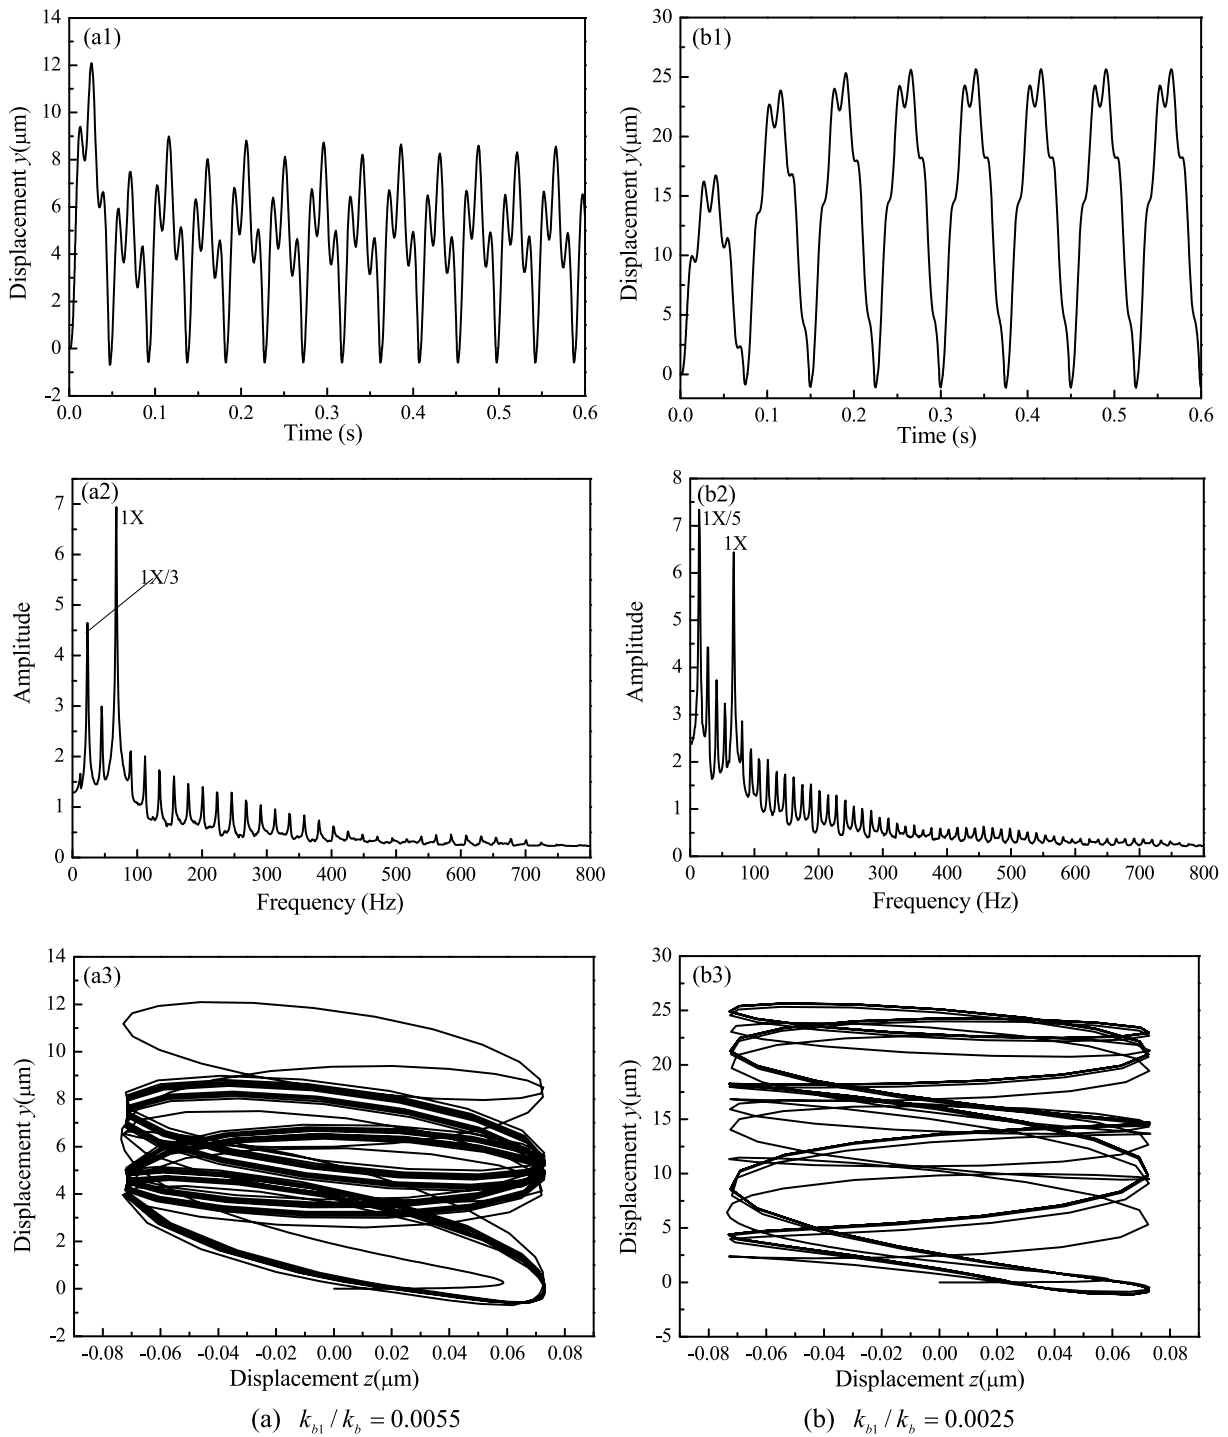 (a1)
14
12
10
8
6
4
2
0
-2
Displacement y(μm)
0.0 0.1 0.2 0.3 0.4 0.5 0.6
Time (s)
(b1)
30
25
20
15
10
5
0
Displacement y(μm)
0.0 0.1 0.2 0.3 0.4 0.5 0.6
Time (s)
(a2)
7
6
5
4
3
2
1
0
1X
1X/3
Amplitude
0 100 200 300 400 500 600 700 800
Frequency (Hz)
(b2)
8
7
6
5
4
3
2
1
0
1X/5
1X
Amplitude
0 100 200 300 400 500 600 700 800
Frequency (Hz)
(a3)
14
12
10
8
6
4
2
0
-2
Displacement y(μm)
-0.08 -0.06 -0.04 -0.02 0.00 0.02 0.04 0.06 0.08
Displacement z(μm)
(b3)
30
25
20
15
10
5
0
-5
Displacement y(μm)
-0.08 -0.06 -0.04 -0.02 0.00 0.02 0.04 0.06 0.08
Displacement z(μm)
(a) k_{b1} / k_b = 0.0055
(b) k_{b1} / k_b = 0.0025